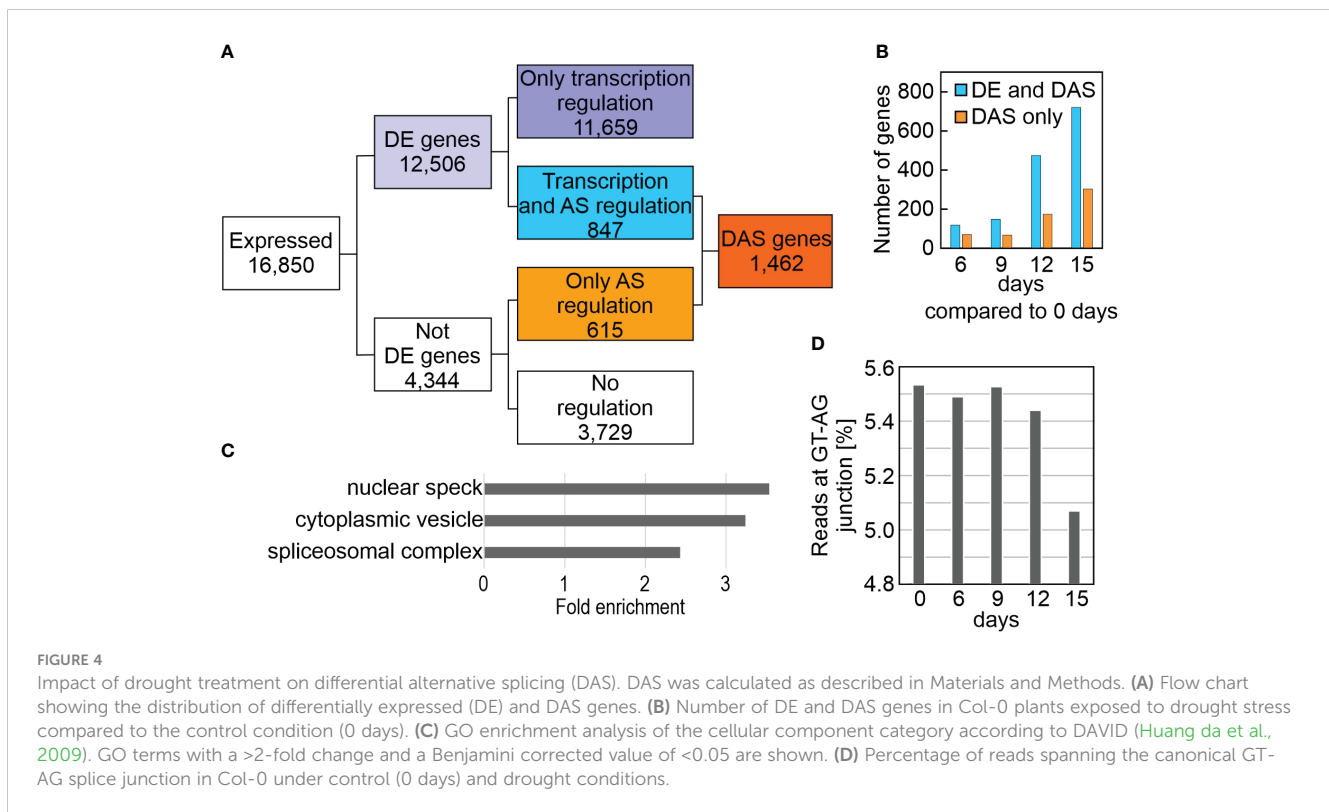 A
Expressed
16,850
DE genes
12,506
Not
DE genes
4,344
Only transcription
regulation
11,659
Transcription
and AS regulation
847
Only AS
regulation
615
No
regulation
3,729
DAS genes
1,462
B
Number of genes
800
600
400
200
0
DE and DAS
DAS only
6 9 12 15
days
compared to 0 days
C
nuclear speck
cytoplasmic vesicle
spliceosomal complex
0 1 2 3
Fold enrichment
D
Reads at GT-AG
junction [%]
5.6
5.4
5.2
5.0
4.8
0 6 9 12 15
days
FIGURE 4
Impact of drought treatment on differential alternative splicing (DAS). DAS was calculated as described in Materials and Methods. (A) Flow chart
showing the distribution of differentially expressed (DE) and DAS genes. (B) Number of DE and DAS genes in Col-0 plants exposed to drought stress
compared to the control condition (0 days). (C) GO enrichment analysis of the cellular component category according to DAVID (Huang da et al.,
2009). GO terms with a >2-fold change and a Benjamini corrected value of <0.05 are shown. (D) Percentage of reads spanning the canonical GT-
AG splice junction in Col-0 under control (0 days) and drought conditions.